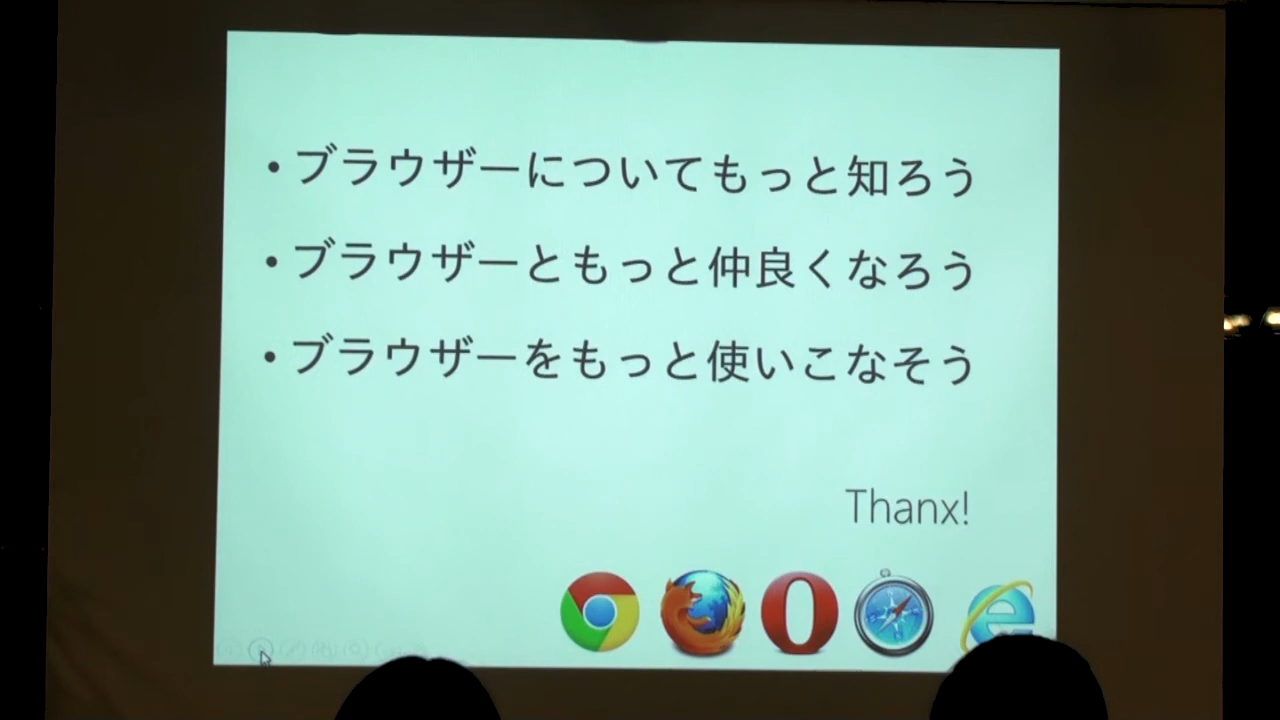 • ブラウザーについてもっと知ろう
• ブラウザーともっと仲良くなろう
• ブラウザーをもっと使いこなそう
Thanx!